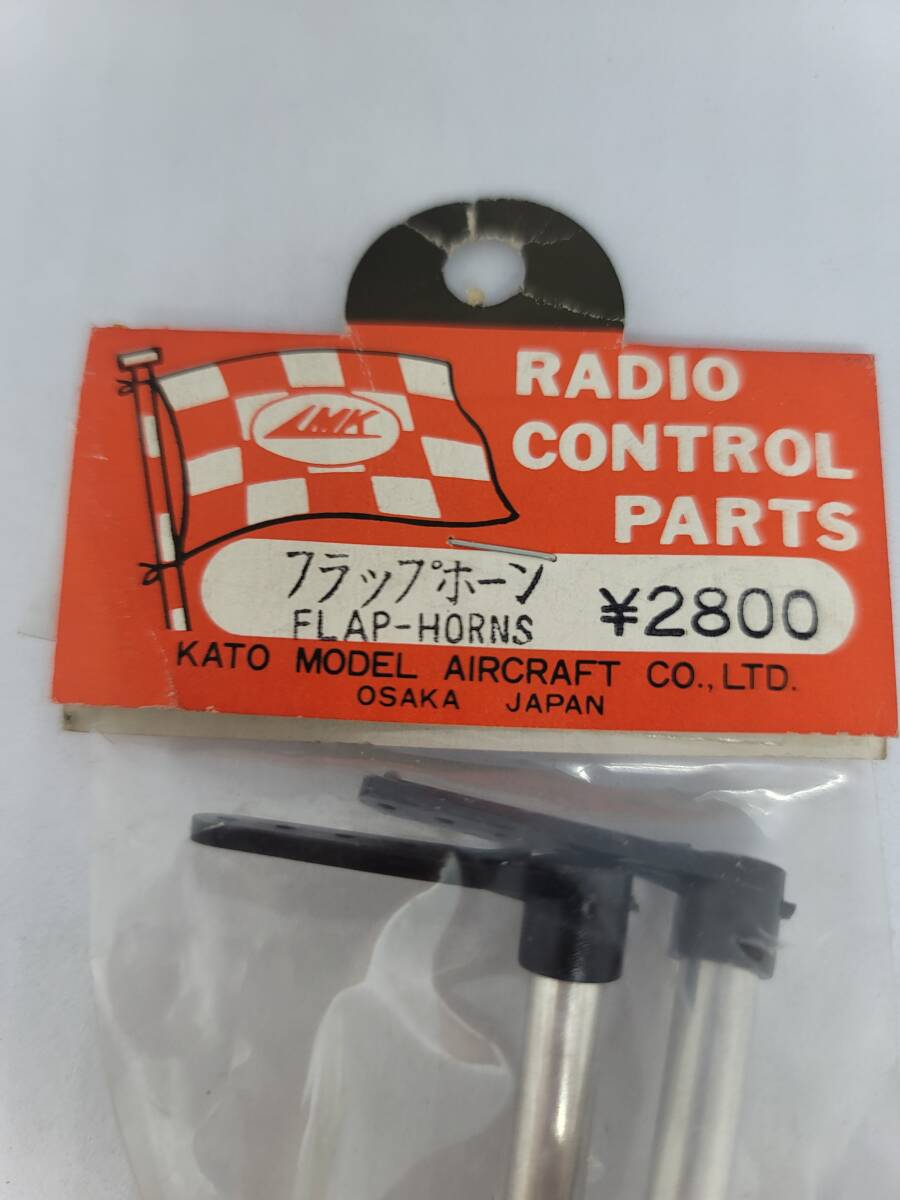 IMK
RADIO
CONTROL
PARTS
フラップホーン
FLAP-HORNS
¥2800
KATO MODEL AIRCRAFT CO.,LTD.
OSAKA JAPAN